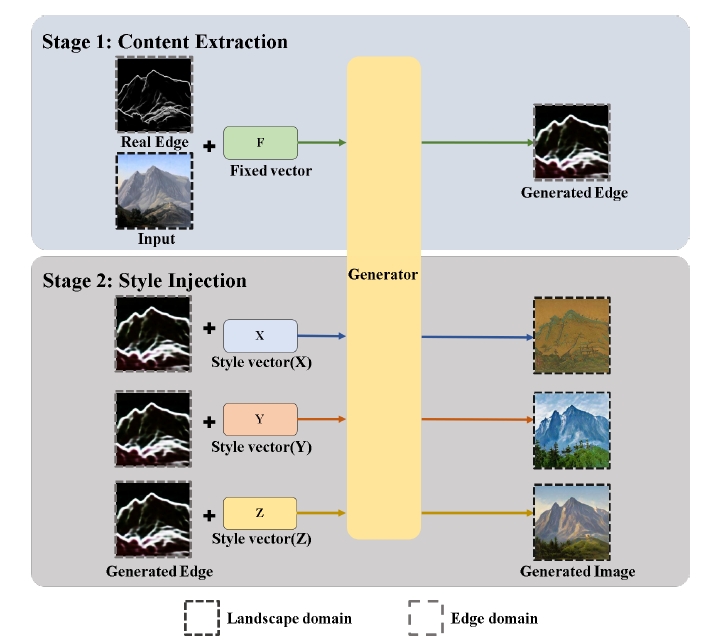 Stage 1: Content Extraction
Real Edge
F
Fixed vector
Input
Generated Edge
Generator
Stage 2: Style Injection
X
Style vector(X)
Y
Style vector(Y)
Z
Style vector(Z)
Generated Edge
Generated Image
Landscape domain
Edge domain